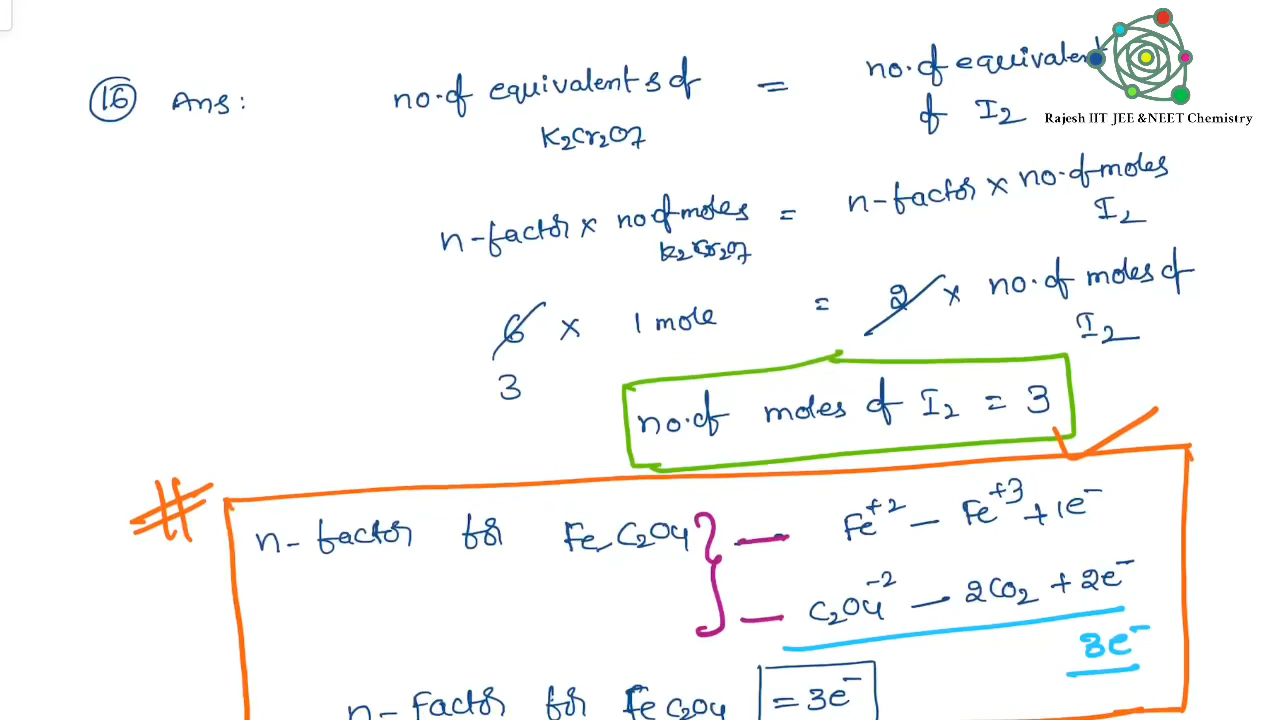 16 Ans: no.of equivalents of = no.of equivalent
K2Cr2O7 of I2
Rajesh IIT JEE &NEET Chemistry
n-factor x no of moles = n-factor x no.of moles
K2Cr2O7 I2
6 x 1 mole = 2 x no.of moles of
I2
3
no.of moles of I2 = 3
# n-factor for FeC2O4 } — Fe+2 — Fe+3 + 1e-
— C2O4-2 — 2CO2 + 2e-
3e-
n-factor for FeC2O4 = 3e-